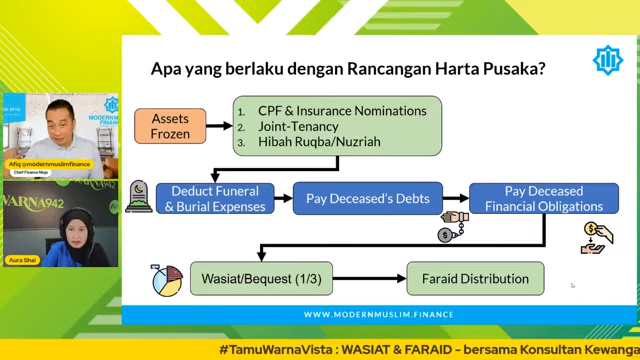 Apa yang berlaku dengan Rancangan Harta Pusaka?
Assets
Frozen
1. CPF & Insurance Nominations
2. Joint-Tenancy
3. Hibah Ruqba/Nuzriah
MODERNMUSLIM
Afiq @modernmuslimfinance
Chief Finance Ninja
WARNA942
Aura Shai
Deduct Funeral
& Burial Expenses
Pay Deceased's Debts
Pay Deceased
Financial Obligations
Wasiat/Bequest (1/3)
Faraid Distribution
WWW.MODERNMUSLIM.FINANCE
#TamuWarnaVista : WASIAT & FARAID - bersama Konsultan Kewanga